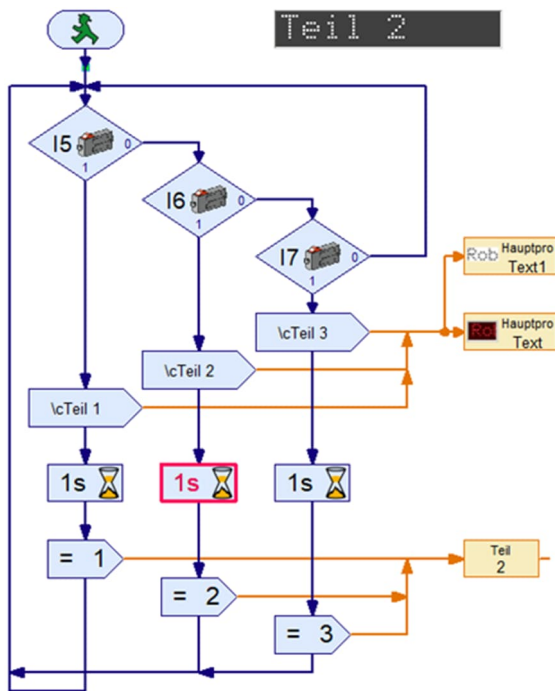 Teil 2
I5
0
1
I6
0
1
I7
0
1
Hauptpro
Text1
\cTeil 3
Hauptpro
Text
\cTeil 2
\cTeil 1
1s
1s
1s
= 1
Teil
2
= 2
= 3